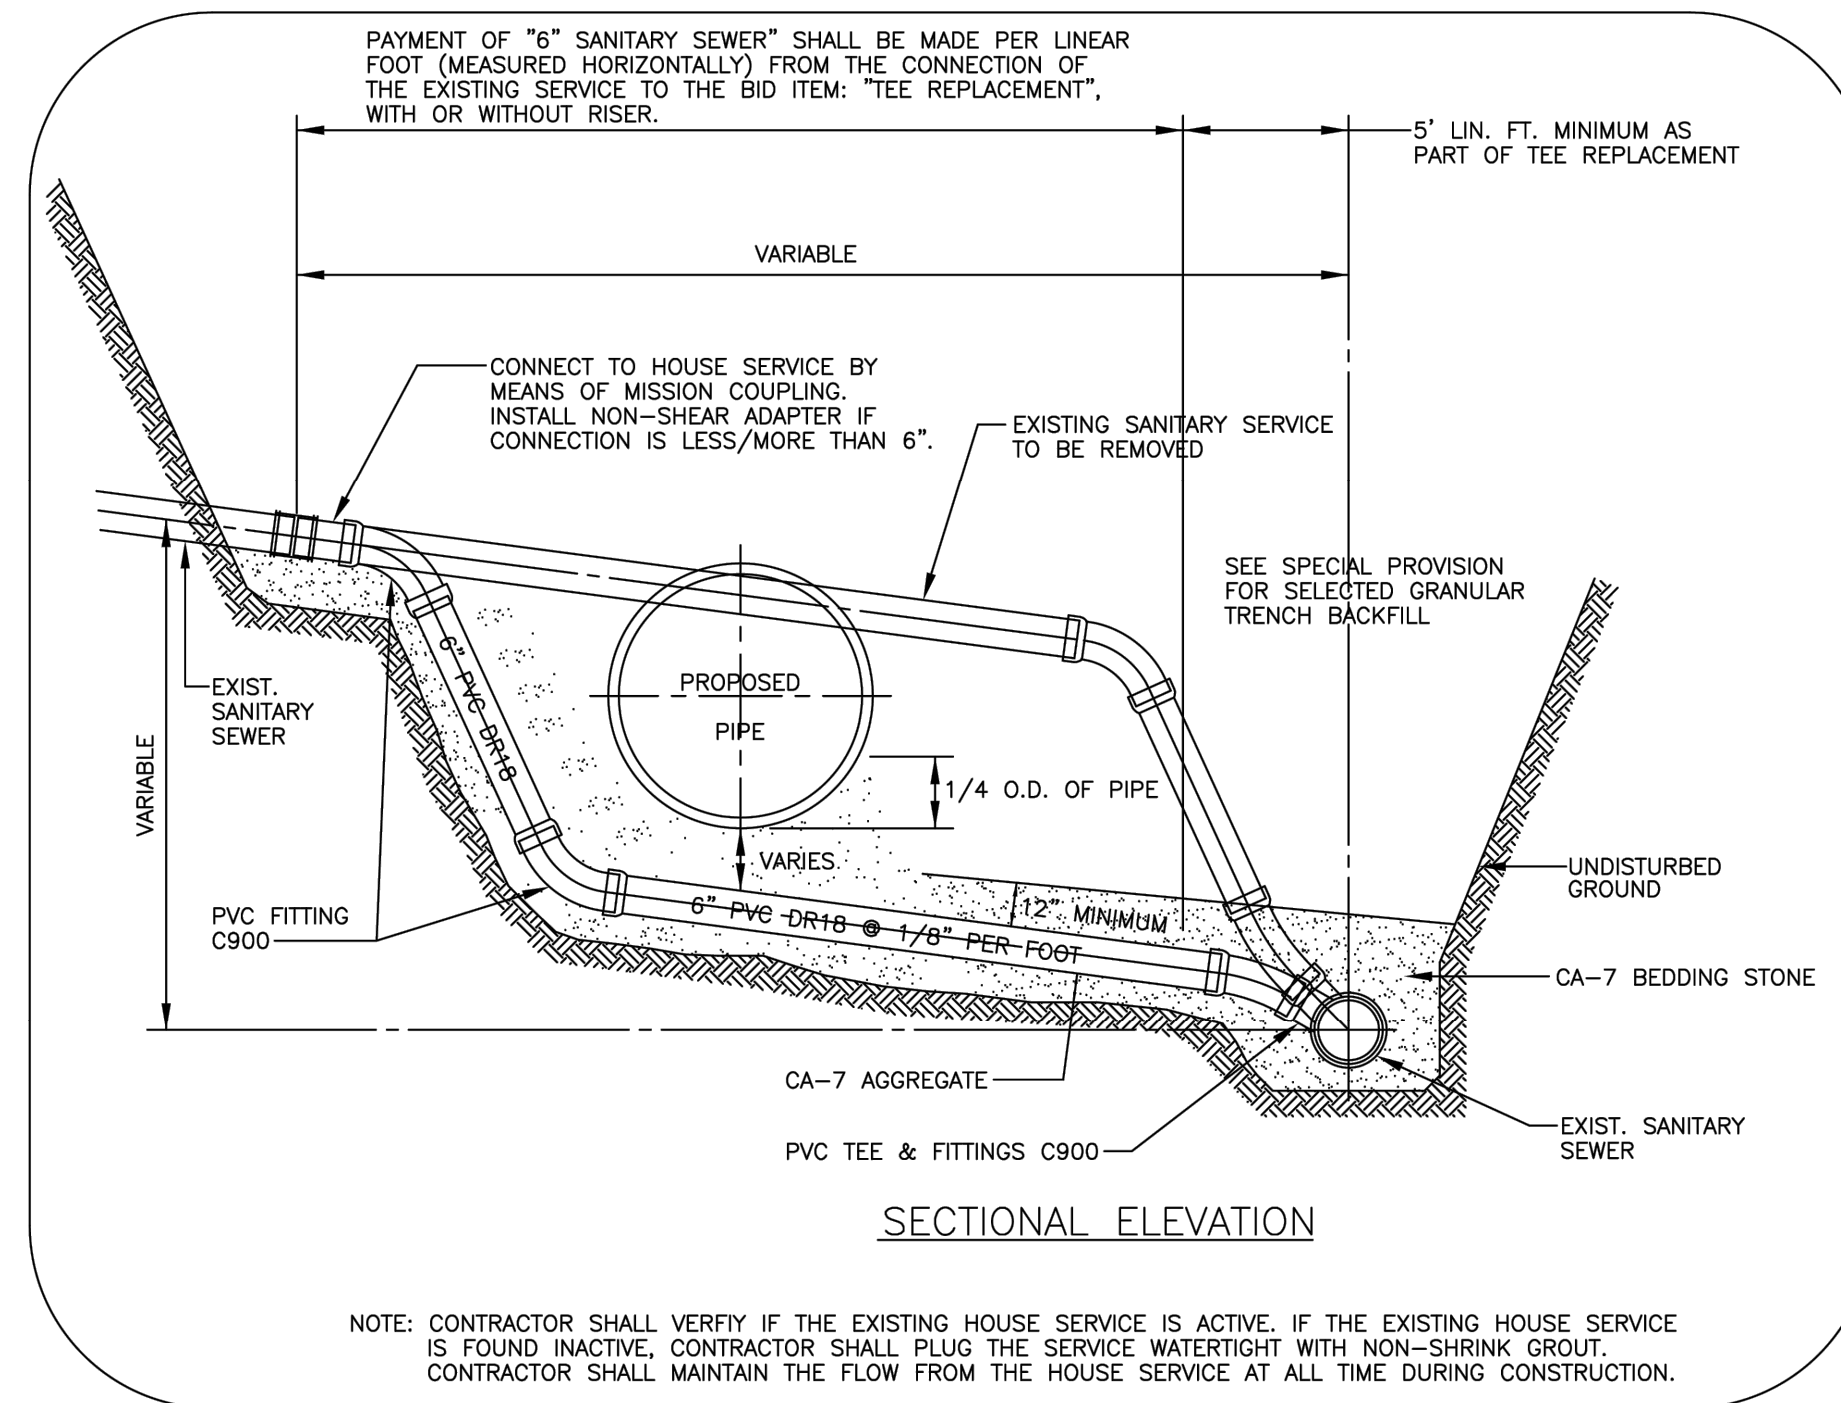 PAYMENT OF "6" SANITARY SEWER" SHALL BE MADE PER LINEAR
FOOT (MEASURED HORIZONTALLY) FROM THE CONNECTION OF
THE EXISTING SERVICE TO THE BID ITEM: "TEE REPLACEMENT",
WITH OR WITHOUT RISER.
5' LIN. FT. MINIMUM AS
PART OF TEE REPLACEMENT
VARIABLE
CONNECT TO HOUSE SERVICE BY
MEANS OF MISSION COUPLING.
INSTALL NON-SHEAR ADAPTER IF
CONNECTION IS LESS/MORE THAN 6".
EXISTING SANITARY SERVICE
TO BE REMOVED
SEE SPECIAL PROVISION
FOR SELECTED GRANULAR
TRENCH BACKFILL
EXIST.
SANITARY
SEWER
VARIABLE
6" PVC DR18
PROPOSED
PIPE
1/4 O.D. OF PIPE
VARIES
UNDISTURBED
GROUND
PVC FITTING
C900
6" PVC DR18 @ 1/8" PER FOOT
12" MINIMUM
CA-7 BEDDING STONE
CA-7 AGGREGATE
PVC TEE & FITTINGS C900
EXIST. SANITARY
SEWER
SECTIONAL ELEVATION
NOTE: CONTRACTOR SHALL VERFIY IF THE EXISTING HOUSE SERVICE IS ACTIVE. IF THE EXISTING HOUSE SERVICE
IS FOUND INACTIVE, CONTRACTOR SHALL PLUG THE SERVICE WATERTIGHT WITH NON-SHRINK GROUT.
CONTRACTOR SHALL MAINTAIN THE FLOW FROM THE HOUSE SERVICE AT ALL TIME DURING CONSTRUCTION.